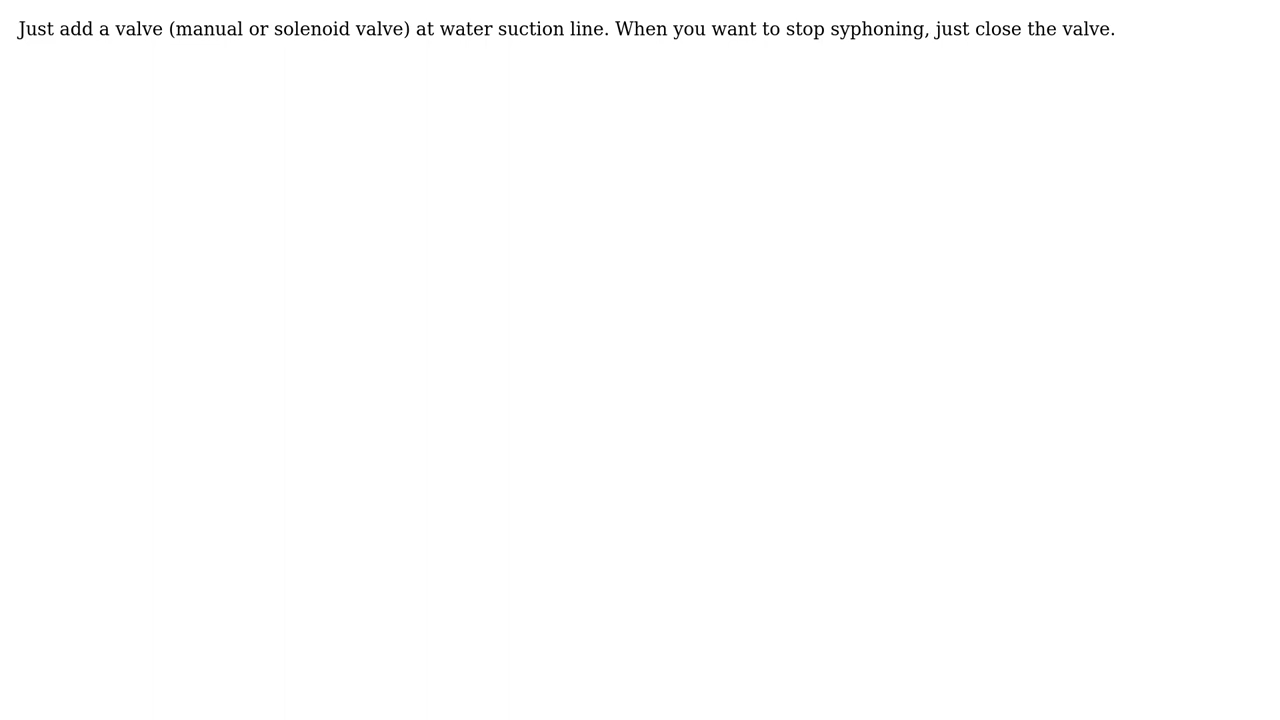 Just add a valve (manual or solenoid valve) at water suction line. When you want to stop syphoning, just close the valve.